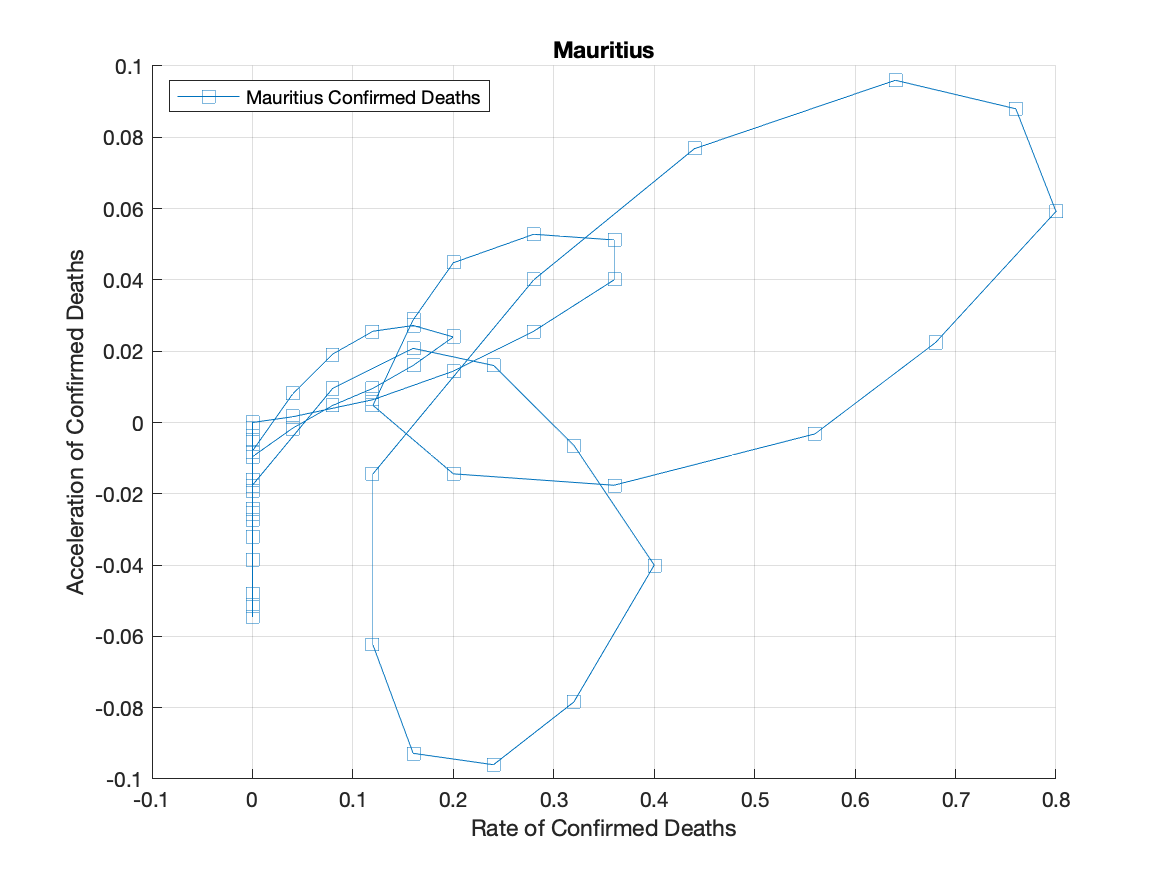 Mauritius
Mauritius Confirmed Deaths
Acceleration of Confirmed Deaths
0.1
0.08
0.06
0.04
0.02
0
-0.02
-0.04
-0.06
-0.08
-0.1
-0.1 0 0.1 0.2 0.3 0.4 0.5 0.6 0.7 0.8
Rate of Confirmed Deaths